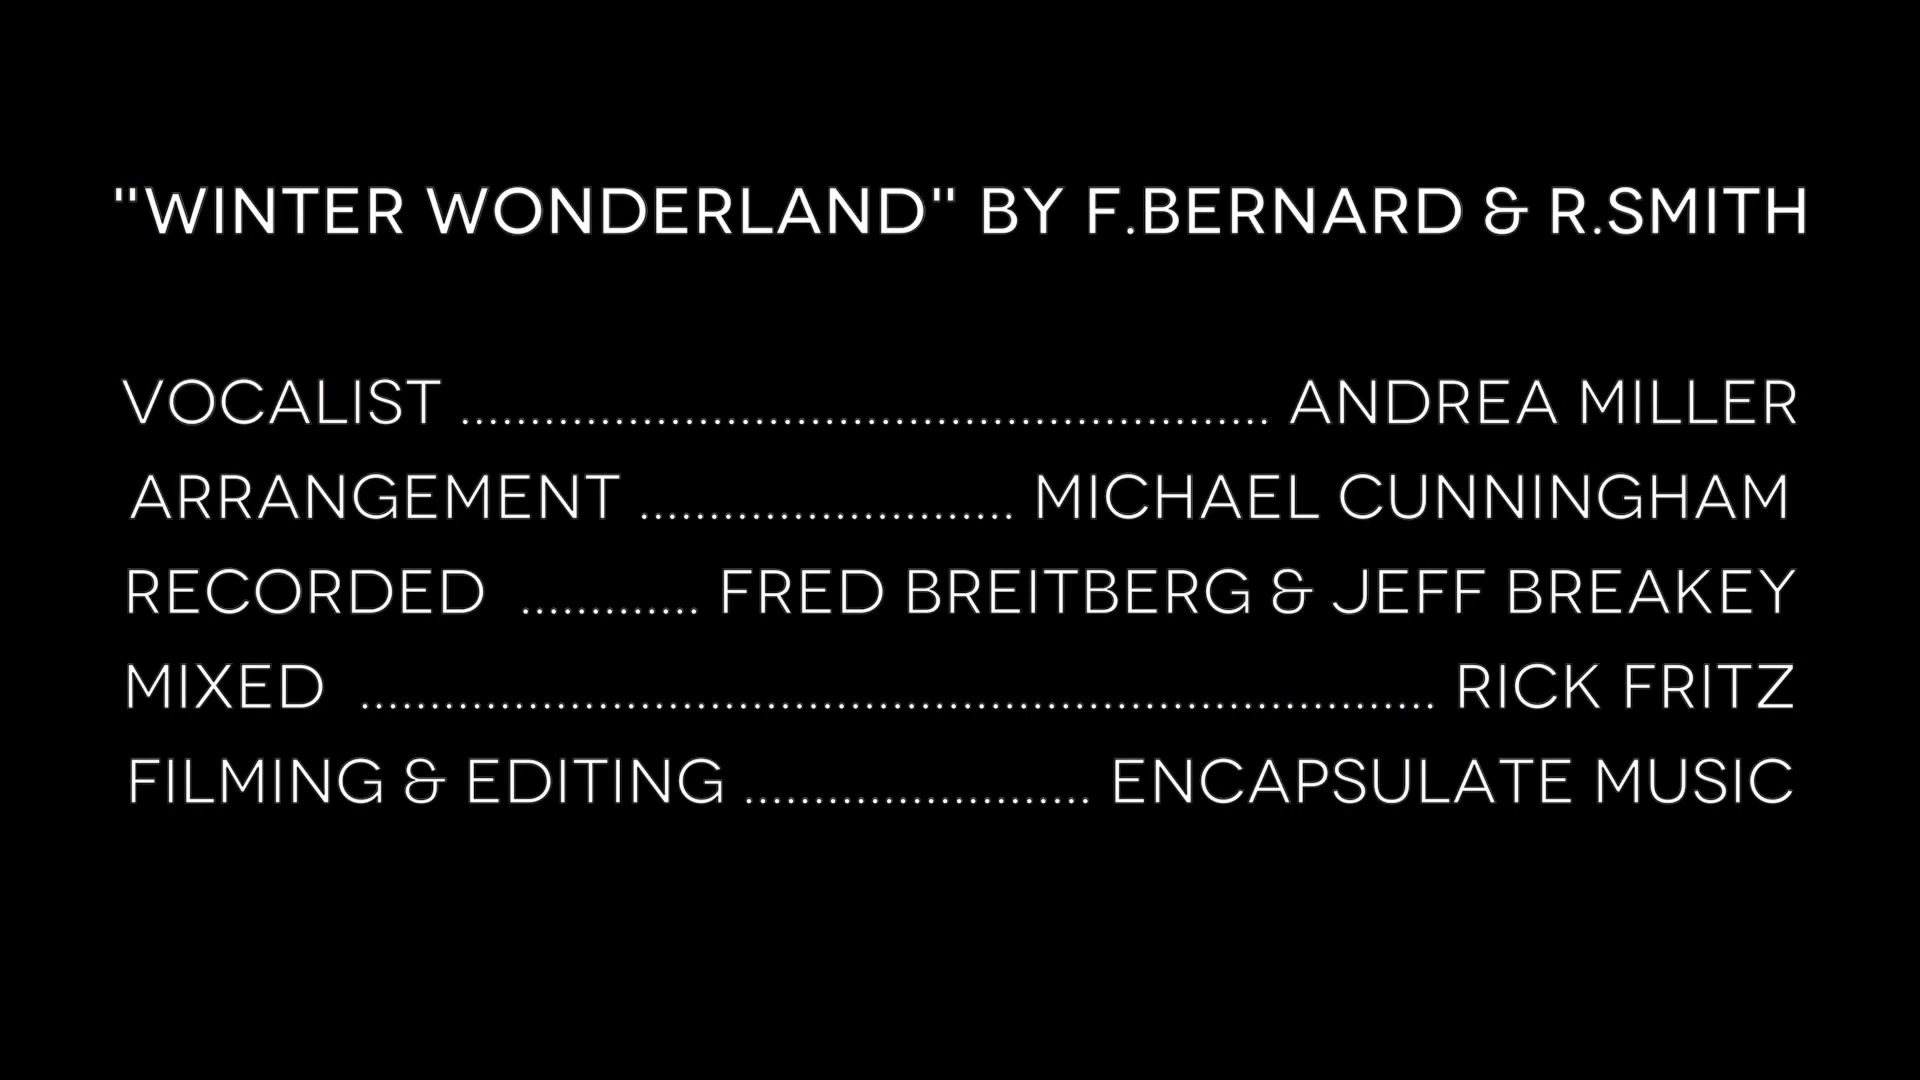 "WINTER WONDERLAND" BY F.BERNARD & R.SMITH
VOCALIST .......................................................... ANDREA MILLER
ARRANGEMENT ........................... MICHAEL CUNNINGHAM
RECORDED ............. FRED BREITBERG & JEFF BREAKEY
MIXED ............................................................................. RICK FRITZ
FILMING & EDITING ......................... ENCAPSULATE MUSIC